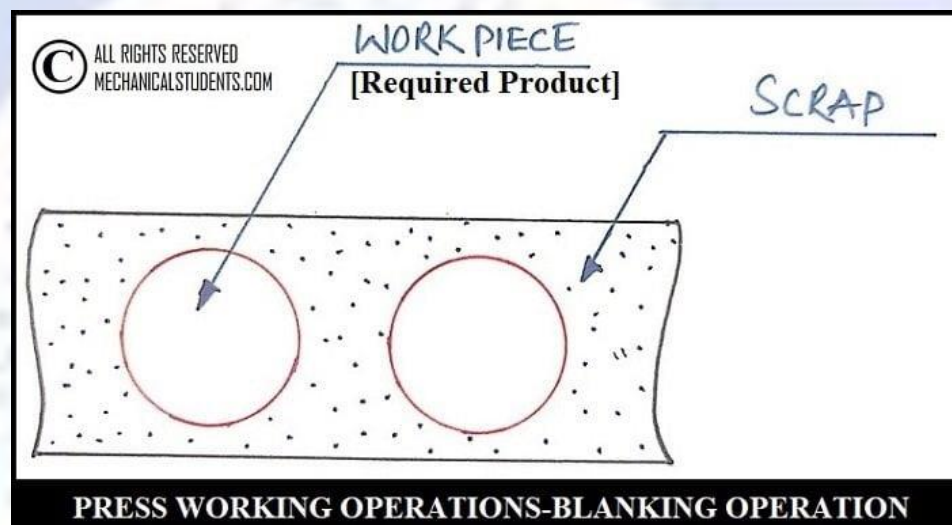 © ALL RIGHTS RESERVED
MECHANICALSTUDENTS.COM
WORK PIECE
[Required Product]
SCRAP
PRESS WORKING OPERATIONS-BLANKING OPERATION